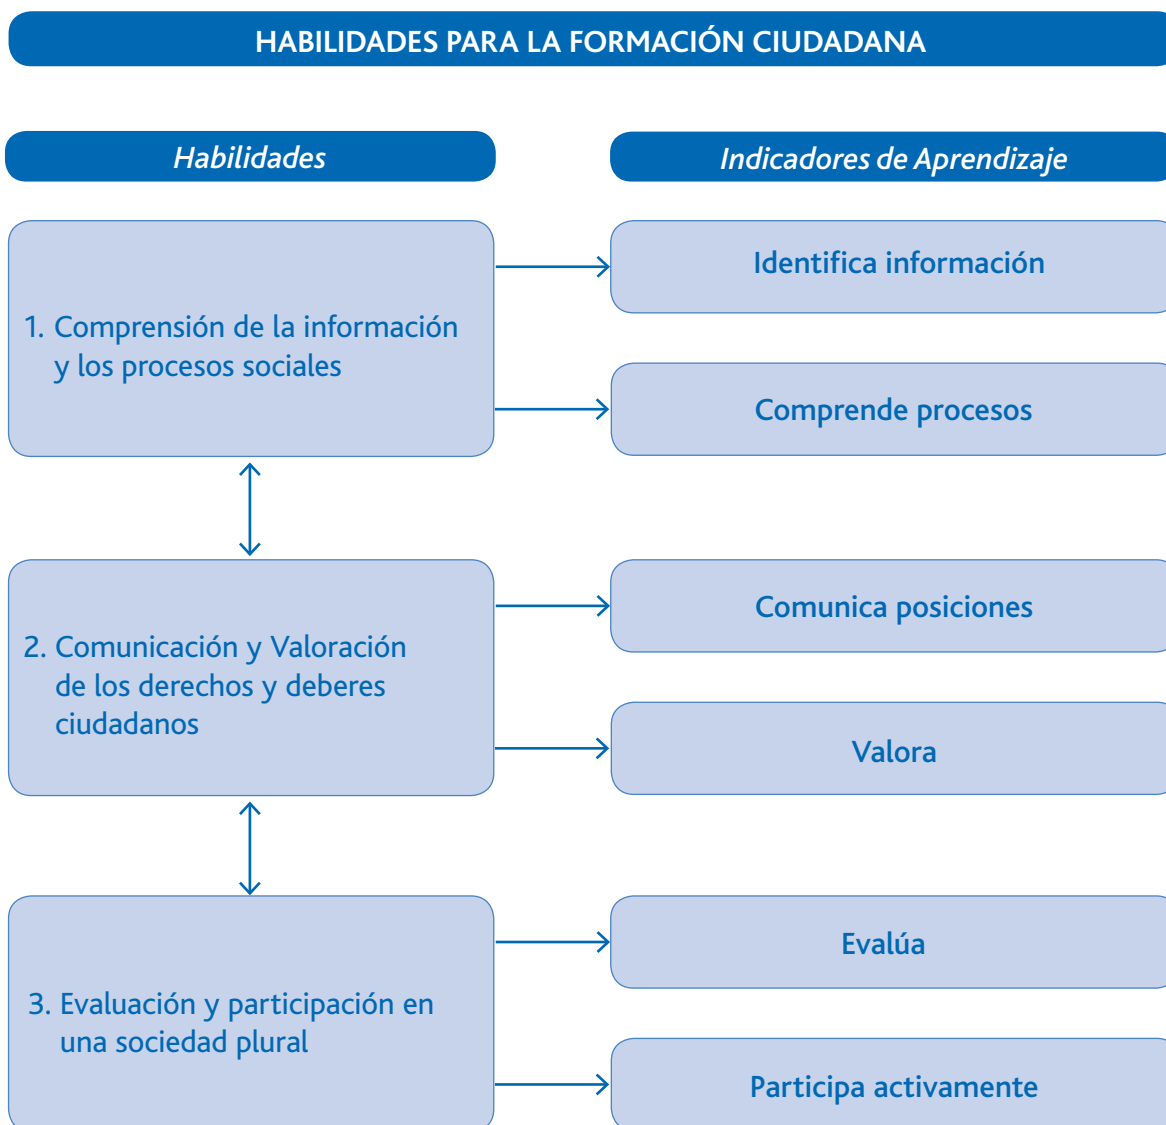 HABILIDADES PARA LA FORMACIÓN CIUDADANA
Habilidades
Indicadores de Aprendizaje
1. Comprensión de la información
y los procesos sociales
Identifica información
Comprende procesos
2. Comunicación y Valoración
de los derechos y deberes
ciudadanos
Comunica posiciones
Valora
3. Evaluación y participación en
una sociedad plural
Evalúa
Participa activamente